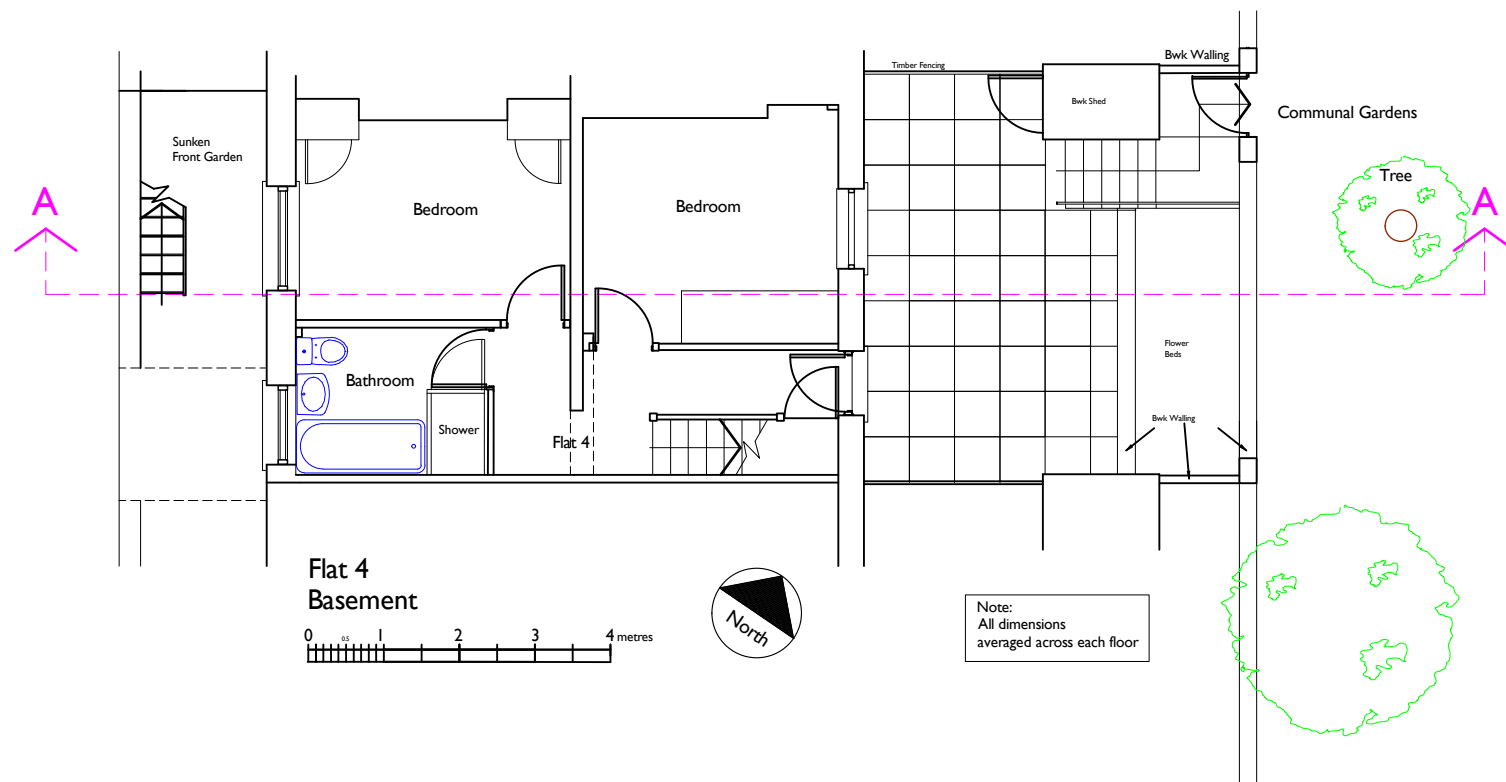 Bwk Walling
Timber Fencing
Bwk Shed
Communal Gardens
Sunken
Front Garden
Tree
A
A
Bedroom
Bedroom
Flower
Beds
Bathroom
Bwk Walling
Shower
Flat 4
Flat 4
Basement
North
Note:
All dimensions
averaged across each floor
0 0.5 1 2 3 4 metres